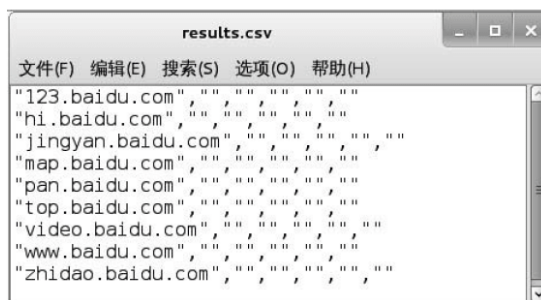 results.csv
文件(F) 编辑(E) 搜索(S) 选项(O) 帮助(H)
"123.baidu.com","","","","",""
"hi.baidu.com","","","","",""
"jingyan.baidu.com","","","","",""
"map.baidu.com","","","","",""
"pan.baidu.com","","","","",""
"top.baidu.com","","","","",""
"video.baidu.com","","","","",""
"www.baidu.com","","","","",""
"zhidao.baidu.com","","","","",""